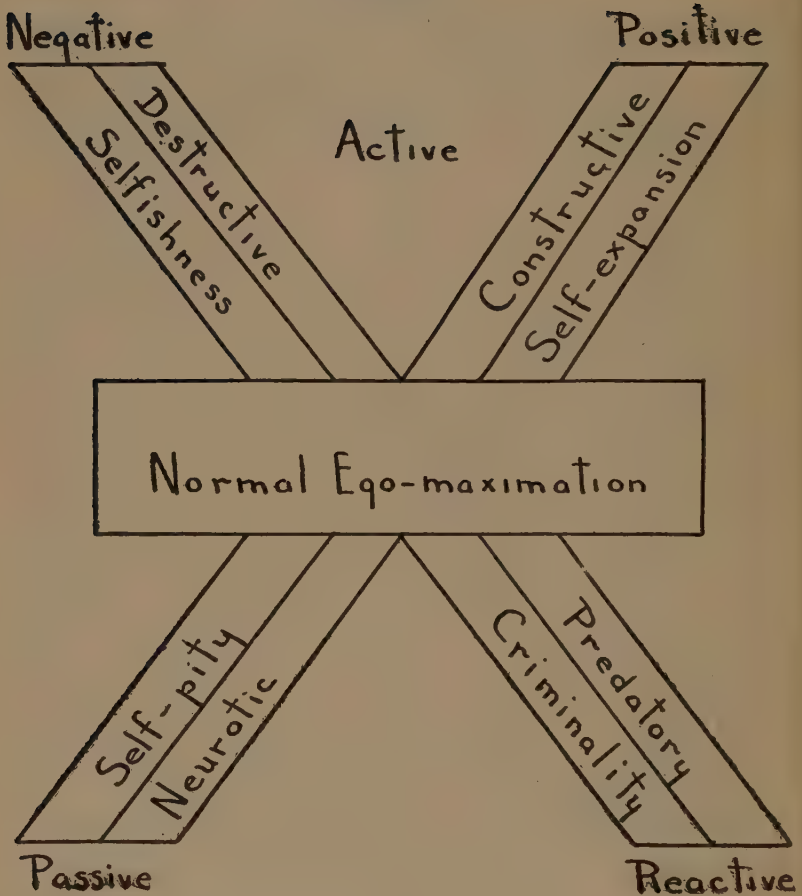 Negative
Positive
Active
Destructive
Selfishness
Constructive
Self-expansion
Normal Ego-maximation
Self-pity
Neurotic
Criminality
Predatory
Passive
Reactive